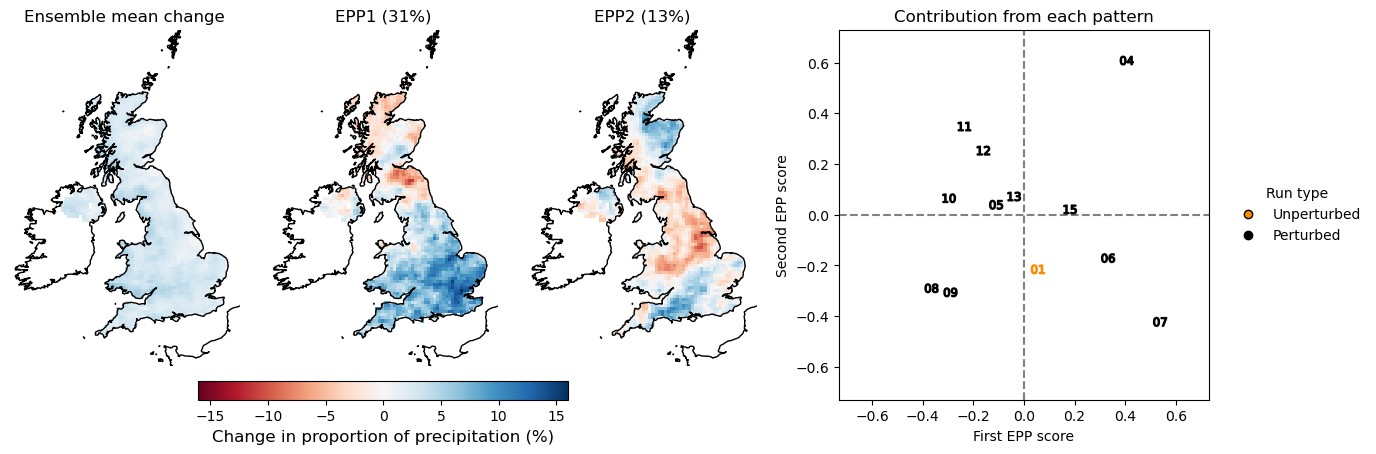 Ensemble mean change
EPP1 (31%)
EPP2 (13%)
Contribution from each pattern
−15 −10 −5 0 5 10 15
Change in proportion of precipitation (%)
Second EPP score
0.6
0.4
0.2
0.0
−0.2
−0.4
−0.6
04
11
12
10
05
13
15
06
01
08
09
07
−0.6 −0.4 −0.2 0.0 0.2 0.4 0.6
First EPP score
Run type
Unperturbed
Perturbed